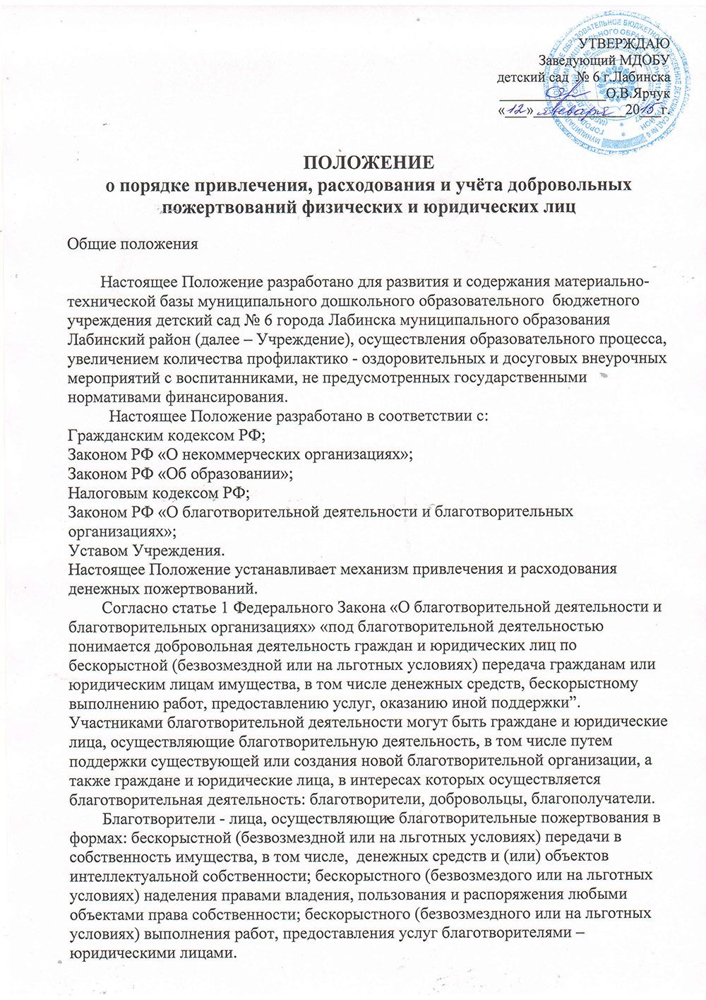 УТВЕРЖДАЮ
Заведующий МДОБУ
детский сад № 6 г.Лабинска
О.В.Ярчук
«12» января 2015 г.
ПОЛОЖЕНИЕ
о порядке привлечения, расходования и учёта добровольных
пожертвований физических и юридических лиц
Общие положения
Настоящее Положение разработано для развития и содержания материально-
технической базы муниципального дошкольного образовательного бюджетного
учреждения детский сад № 6 города Лабинска муниципального образования
Лабинский район (далее – Учреждение), осуществления образовательного процесса,
увеличением количества профилактико - оздоровительных и досуговых внеурочных
мероприятий с воспитанниками, не предусмотренных государственными
нормативами финансирования.
Настоящее Положение разработано в соответствии с:
Гражданским кодексом РФ;
Законом РФ «О некоммерческих организациях»;
Законом РФ «Об образовании»;
Налоговым кодексом РФ;
Законом РФ «О благотворительной деятельности и благотворительных
организациях»;
Уставом Учреждения.
Настоящее Положение устанавливает механизм привлечения и расходования
денежных пожертвований.
Согласно статье 1 Федерального Закона «О благотворительной деятельности и
благотворительных организациях» «под благотворительной деятельностью
понимается добровольная деятельность граждан и юридических лиц по
бескорыстной (безвозмездной или на льготных условиях) передача гражданам или
юридическим лицам имущества, в том числе денежных средств, бескорыстному
выполнению работ, предоставлению услуг, оказанию иной поддержки”.
Участниками благотворительной деятельности могут быть граждане и юридические
лица, осуществляющие благотворительную деятельность, в том числе путем
поддержки существующей или создания новой благотворительной организации, а
также граждане и юридические лица, в интересах которых осуществляется
благотворительная деятельность: благотворители, добровольцы, благополучатели.
Благотворители - лица, осуществляющие благотворительные пожертвования в
формах: бескорыстной (безвозмездной или на льготных условиях) передачи в
собственность имущества, в том числе, денежных средств и (или) объектов
интеллектуальной собственности; бескорыстного (безвозмездого или на льготных
условиях) наделения правами владения, пользования и распоряжения любыми
объектами права собственности; бескорыстного (безвозмездного или на льготных
условиях) выполнения работ, предоставления услуг благотворителями –
юридическими лицами.